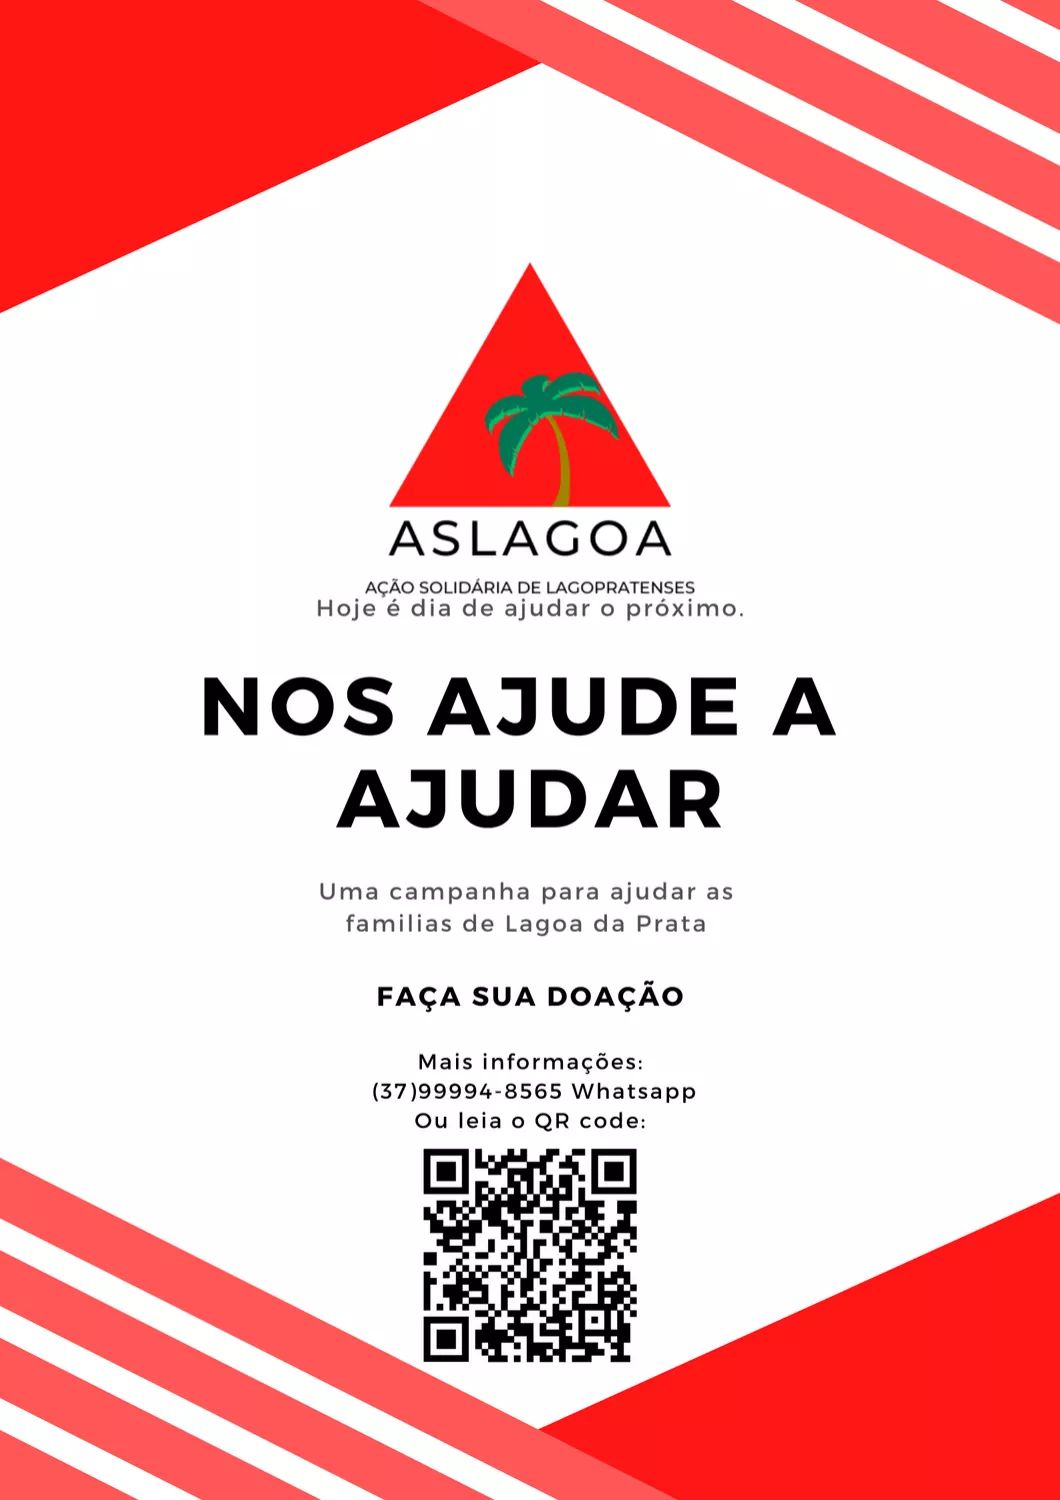 ASLAGOA
AÇÃO SOLIDÁRIA DE LAGOPRATENSES
Hoje é dia de ajudar o próximo.
NOS AJUDE A
AJUDAR
Uma campanha para ajudar as
familias de Lagoa da Prata
FAÇA SUA DOAÇÃO
Mais informações:
(37)99994-8565 Whatsapp
Ou leia o QR code: